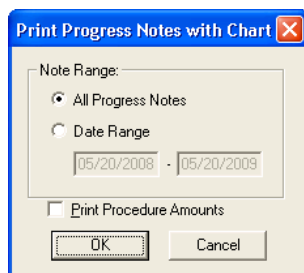 Print Progress Notes with Chart
Note Range:
All Progress Notes
Date Range
05/20/2008 - 05/20/2009
Print Procedure Amounts
OK Cancel